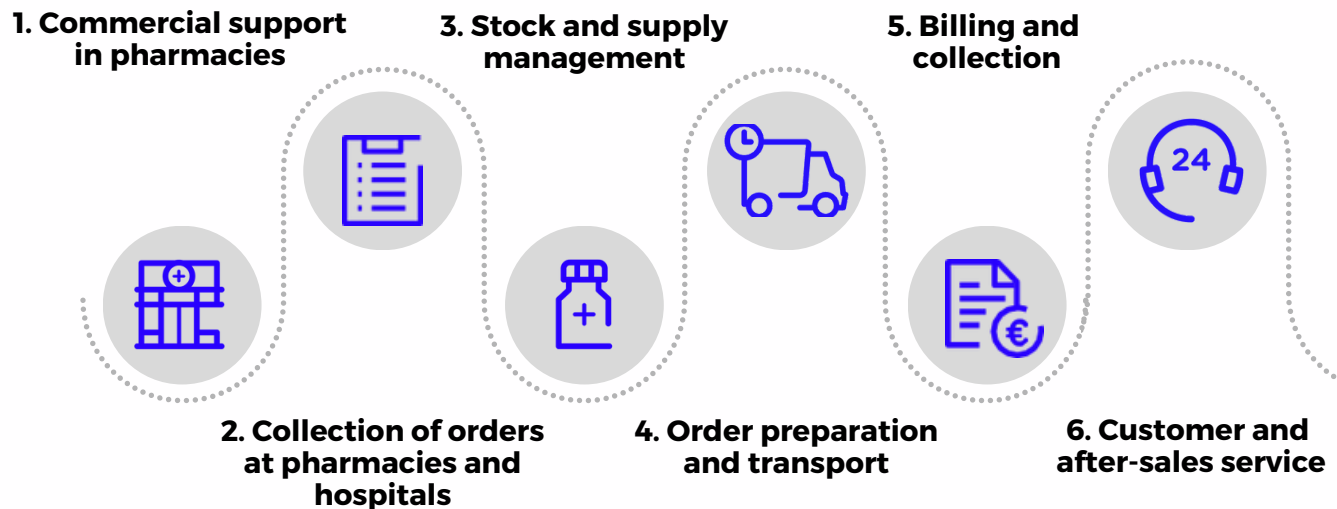 1. Commercial support
in pharmacies
2. Collection of orders
at pharmacies and
hospitals
3. Stock and supply
management
4. Order preparation
and transport
5. Billing and
collection
€
6. Customer and
after-sales service
24